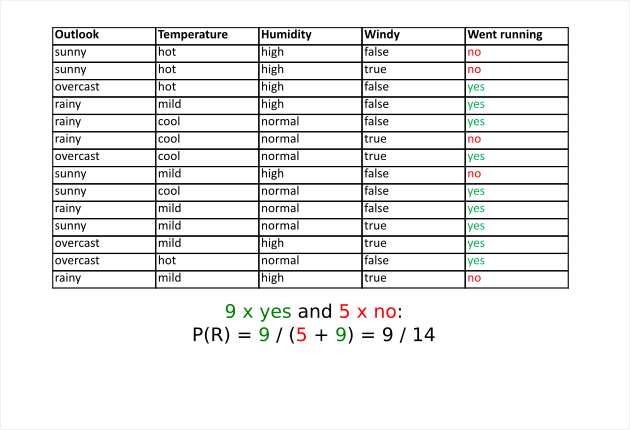 Outlook Temperature Humidity Windy Went running
sunny hot high false no
sunny hot high true no
overcast hot high false yes
rainy mild high false yes
rainy cool normal false yes
rainy cool normal true no
overcast cool normal true yes
sunny mild high false no
sunny cool normal false yes
rainy mild normal false yes
sunny mild normal true yes
overcast mild high true yes
overcast hot normal false yes
rainy mild high true no
9 x yes and 5 x no:
P(R) = 9 / (5 + 9) = 9 / 14